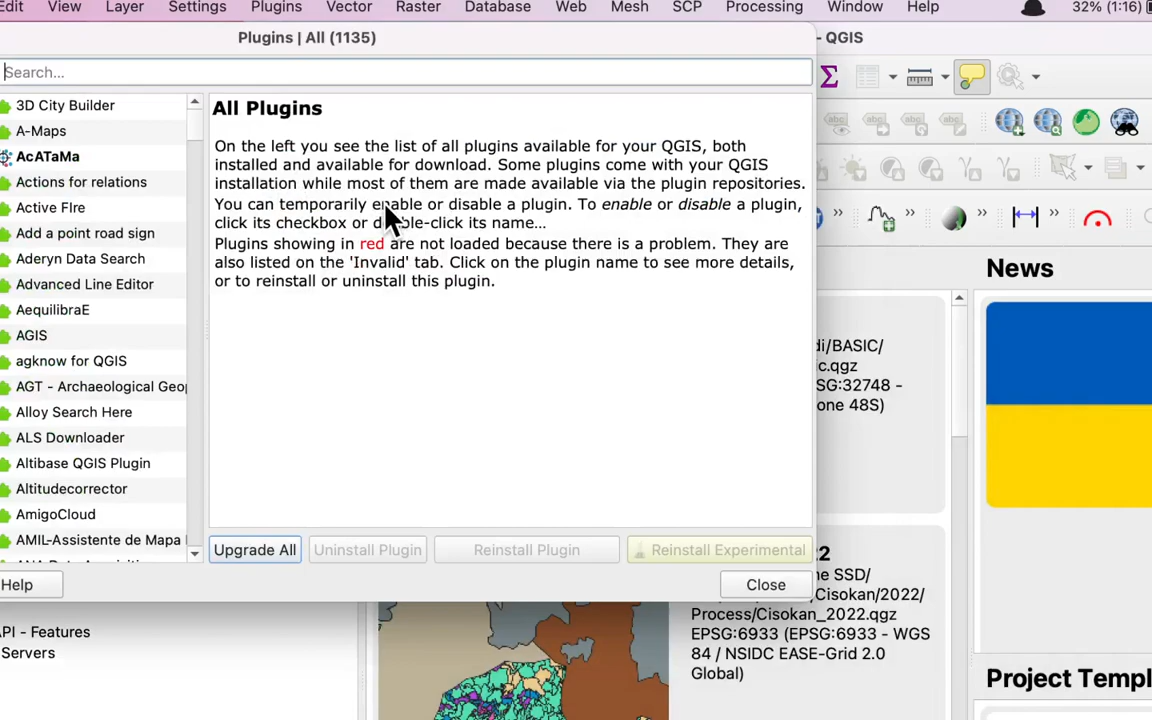 Edit View Layer Settings Plugins Vector Raster Database Web Mesh SCP Processing Window Help 32% (1:16)
Plugins | All (1135)
- QGIS
Search...
3D City Builder
A-Maps
AcATaMa
Actions for relations
Active FIre
Add a point road sign
Aderyn Data Search
Advanced Line Editor
AequilibraE
AGIS
agknow for QGIS
AGT - Archaeological Geop
Alloy Search Here
ALS Downloader
Altibase QGIS Plugin
Altitudecorrector
AmigoCloud
AMIL-Assistente de Mapa
All Plugins
On the left you see the list of all plugins available for your QGIS, both
installed and available for download. Some plugins come with your QGIS
installation while most of them are made available via the plugin repositories.
You can temporarily enable or disable a plugin. To enable or disable a plugin,
click its checkbox or double-click its name...
Plugins showing in red are not loaded because there is a problem. They are
also listed on the 'Invalid' tab. Click on the plugin name to see more details,
or to reinstall or uninstall this plugin.
Upgrade All Uninstall Plugin Reinstall Plugin Reinstall Experimental
Help
Close
API - Features
Servers
di/BASIC/
ic.qgz
PSG:32748 -
one 48S)
News
22
ne SSD/
/Cisokan/2022/
Process/Cisokan_2022.qgz
EPSG:6933 (EPSG:6933 - WGS
84 / NSIDC EASE-Grid 2.0
Global)
Project Templ
abc abc abc abc